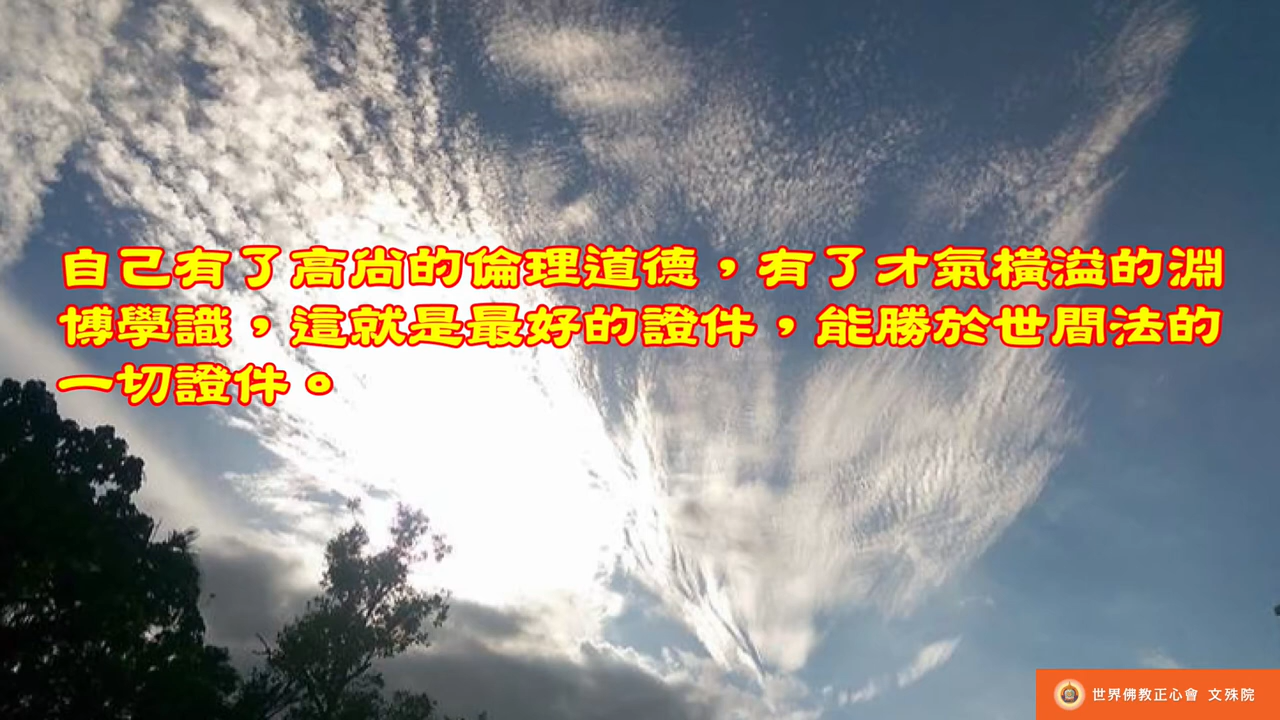 自己有了高尚的倫理道德，有了才氣橫溢的淵
博學識，這就是最好的證件，能勝於世間法的
一切證件。
世界佛教正心會 文殊院